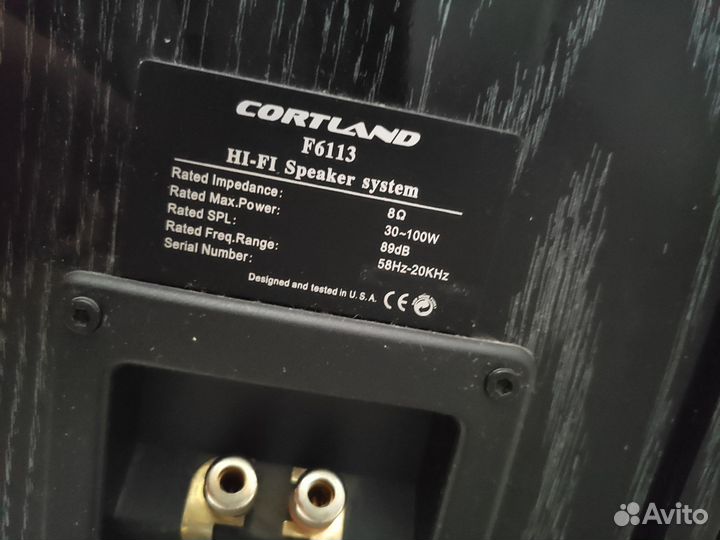 CORTLAND
F6113
HI-FI Speaker system
Rated Impedance: 8Ω
Rated Max.Power: 30~100W
Rated SPL: 89dB
Rated Freq.Range: 58Hz-20KHz
Serial Number:
Designed and tested in U.S.A. CE
Avito